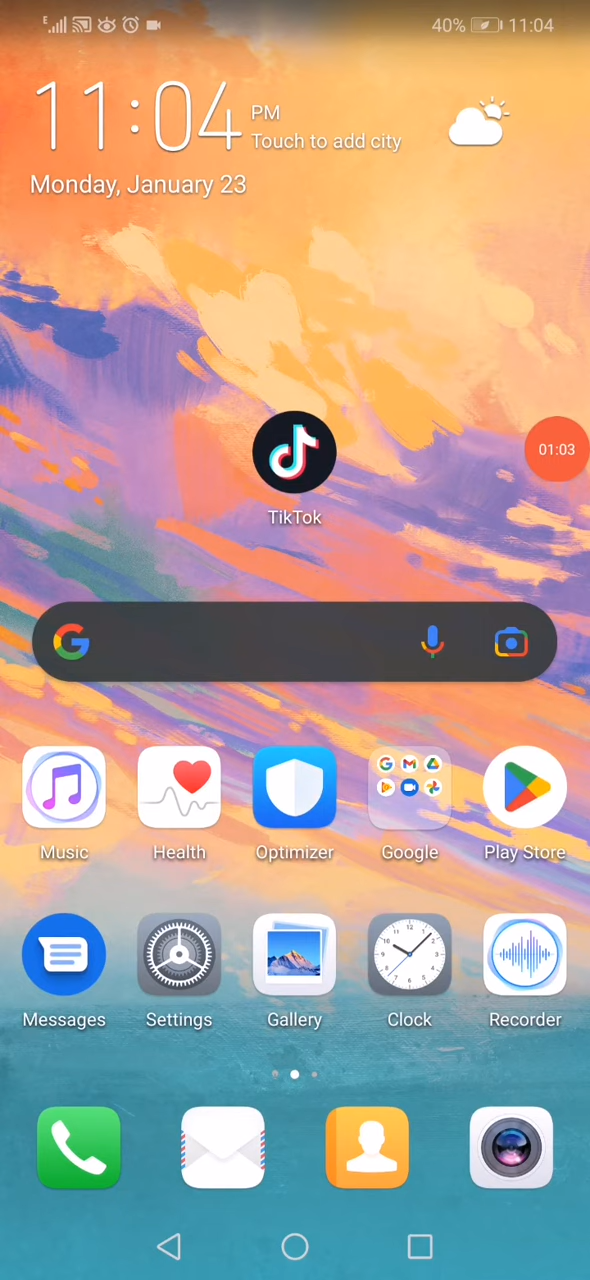 E 40% 11:04
11:04 PM
Touch to add city
Monday, January 23
TikTok
01:03
Music Health Optimizer Google Play Store
Messages Settings Gallery Clock Recorder